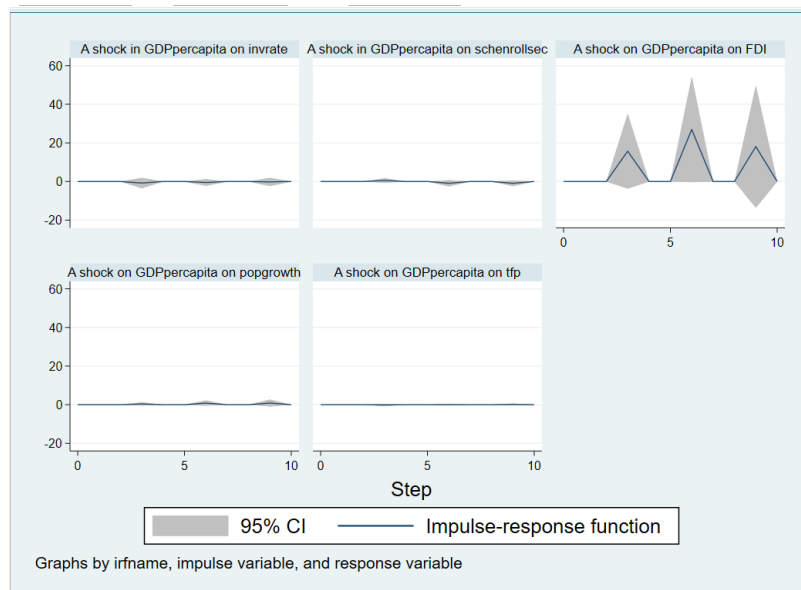 A shock in GDPpercapita on invrate
A shock in GDPpercapita on schenrollsec
A shock on GDPpercapita on FDI
60
40
20
0
-20
0
5
10
A shock on GDPpercapita on popgrowth
A shock on GDPpercapita on tfp
60
40
20
0
-20
0
5
10
0
5
10
Step
95% CI
Impulse-response function
Graphs by irfname, impulse variable, and response variable